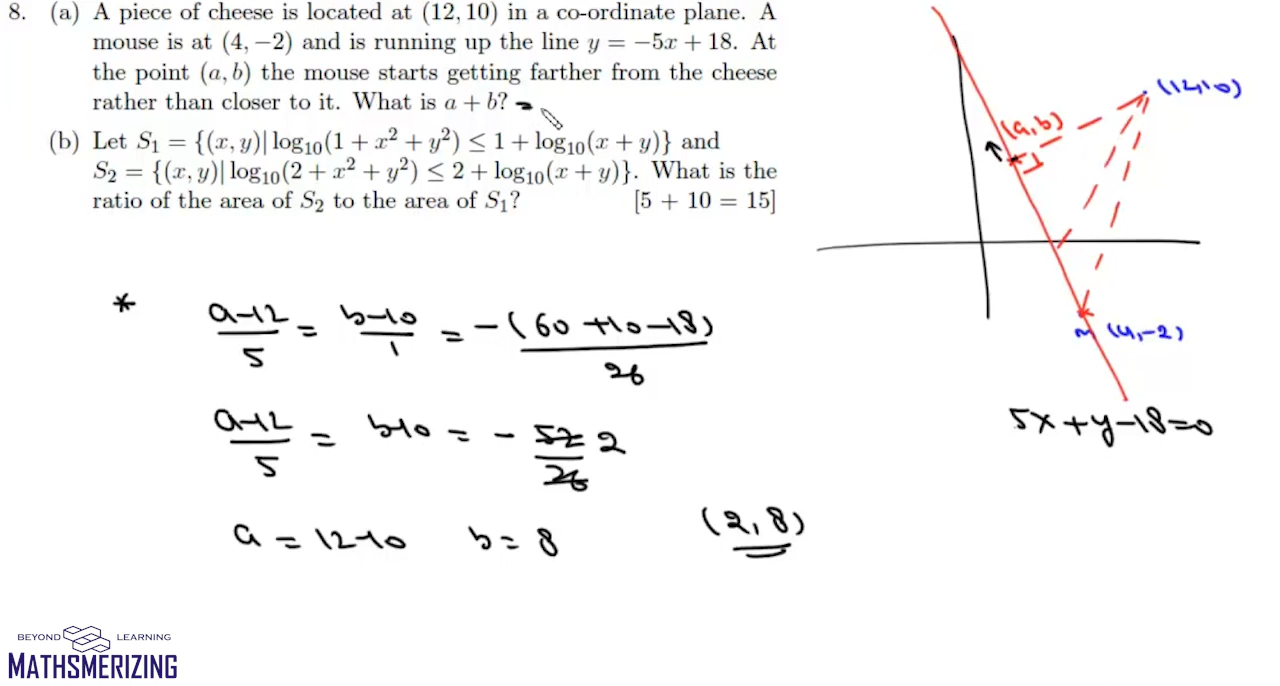 8. (a) A piece of cheese is located at (12, 10) in a co-ordinate plane. A
mouse is at (4, −2) and is running up the line y = −5x + 18. At
the point (a, b) the mouse starts getting farther from the cheese
rather than closer to it. What is a + b?
(b) Let S₁ = {(x, y)| log₁₀(1 + x² + y²) ≤ 1 + log₁₀(x + y)} and
S₂ = {(x, y)| log₁₀(2 + x² + y²) ≤ 2 + log₁₀(x + y)}. What is the
ratio of the area of S₂ to the area of S₁? [5 + 10 = 15]
(12,10)
(a,b)
M (4,-2)
5x+y-18=0
* a-12/5 = b-10/1 = -(60+10-18)/26
a-12/5 = b-10 = - 52/26 2
a = 12-10 b = 8 (2,8)
BEYOND LEARNING
MATHSMERIZING